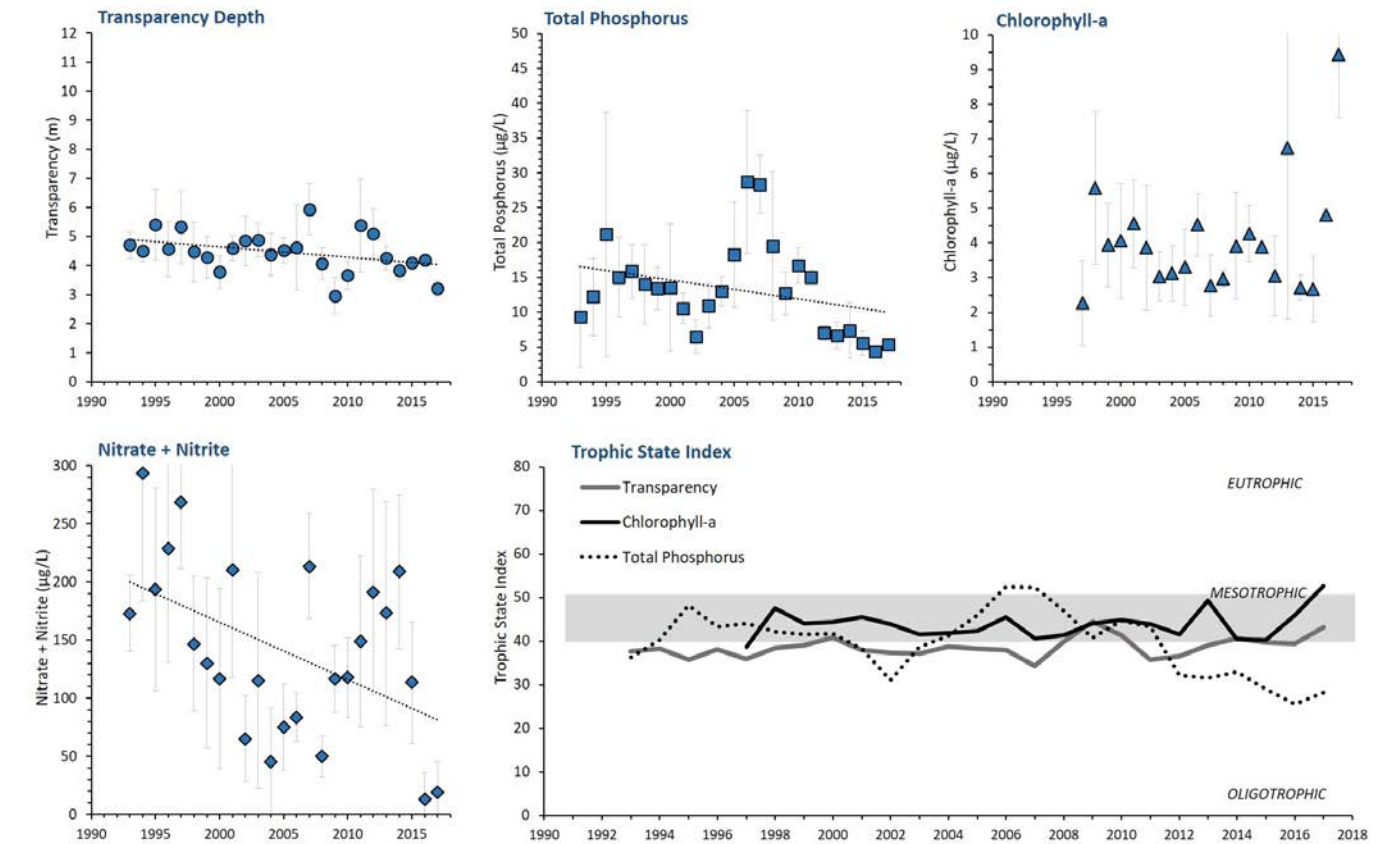 Transparency Depth
Transparency (m)
12
11
10
9
8
7
6
5
4
3
2
1
0
1990 1995 2000 2005 2010 2015
Total Phosphorus
Total Posphorus (µg/L)
50
45
40
35
30
25
20
15
10
5
0
1990 1995 2000 2005 2010 2015
Chlorophyll-a
Chlorophyll-a (µg/L)
10
9
8
7
6
5
4
3
2
1
0
1990 1995 2000 2005 2010 2015
Nitrate + Nitrite
Nitrate + Nitrite (µg/L)
300
250
200
150
100
50
0
1990 1995 2000 2005 2010 2015
Trophic State Index
Trophic State Index
80
70
60
50
40
30
20
10
0
Transparency
Chlorophyll-a
Total Phosphorus
EUTROPHIC
MESOTROPHIC
OLIGOTROPHIC
1990 1992 1994 1996 1998 2000 2002 2004 2006 2008 2010 2012 2014 2016 2018